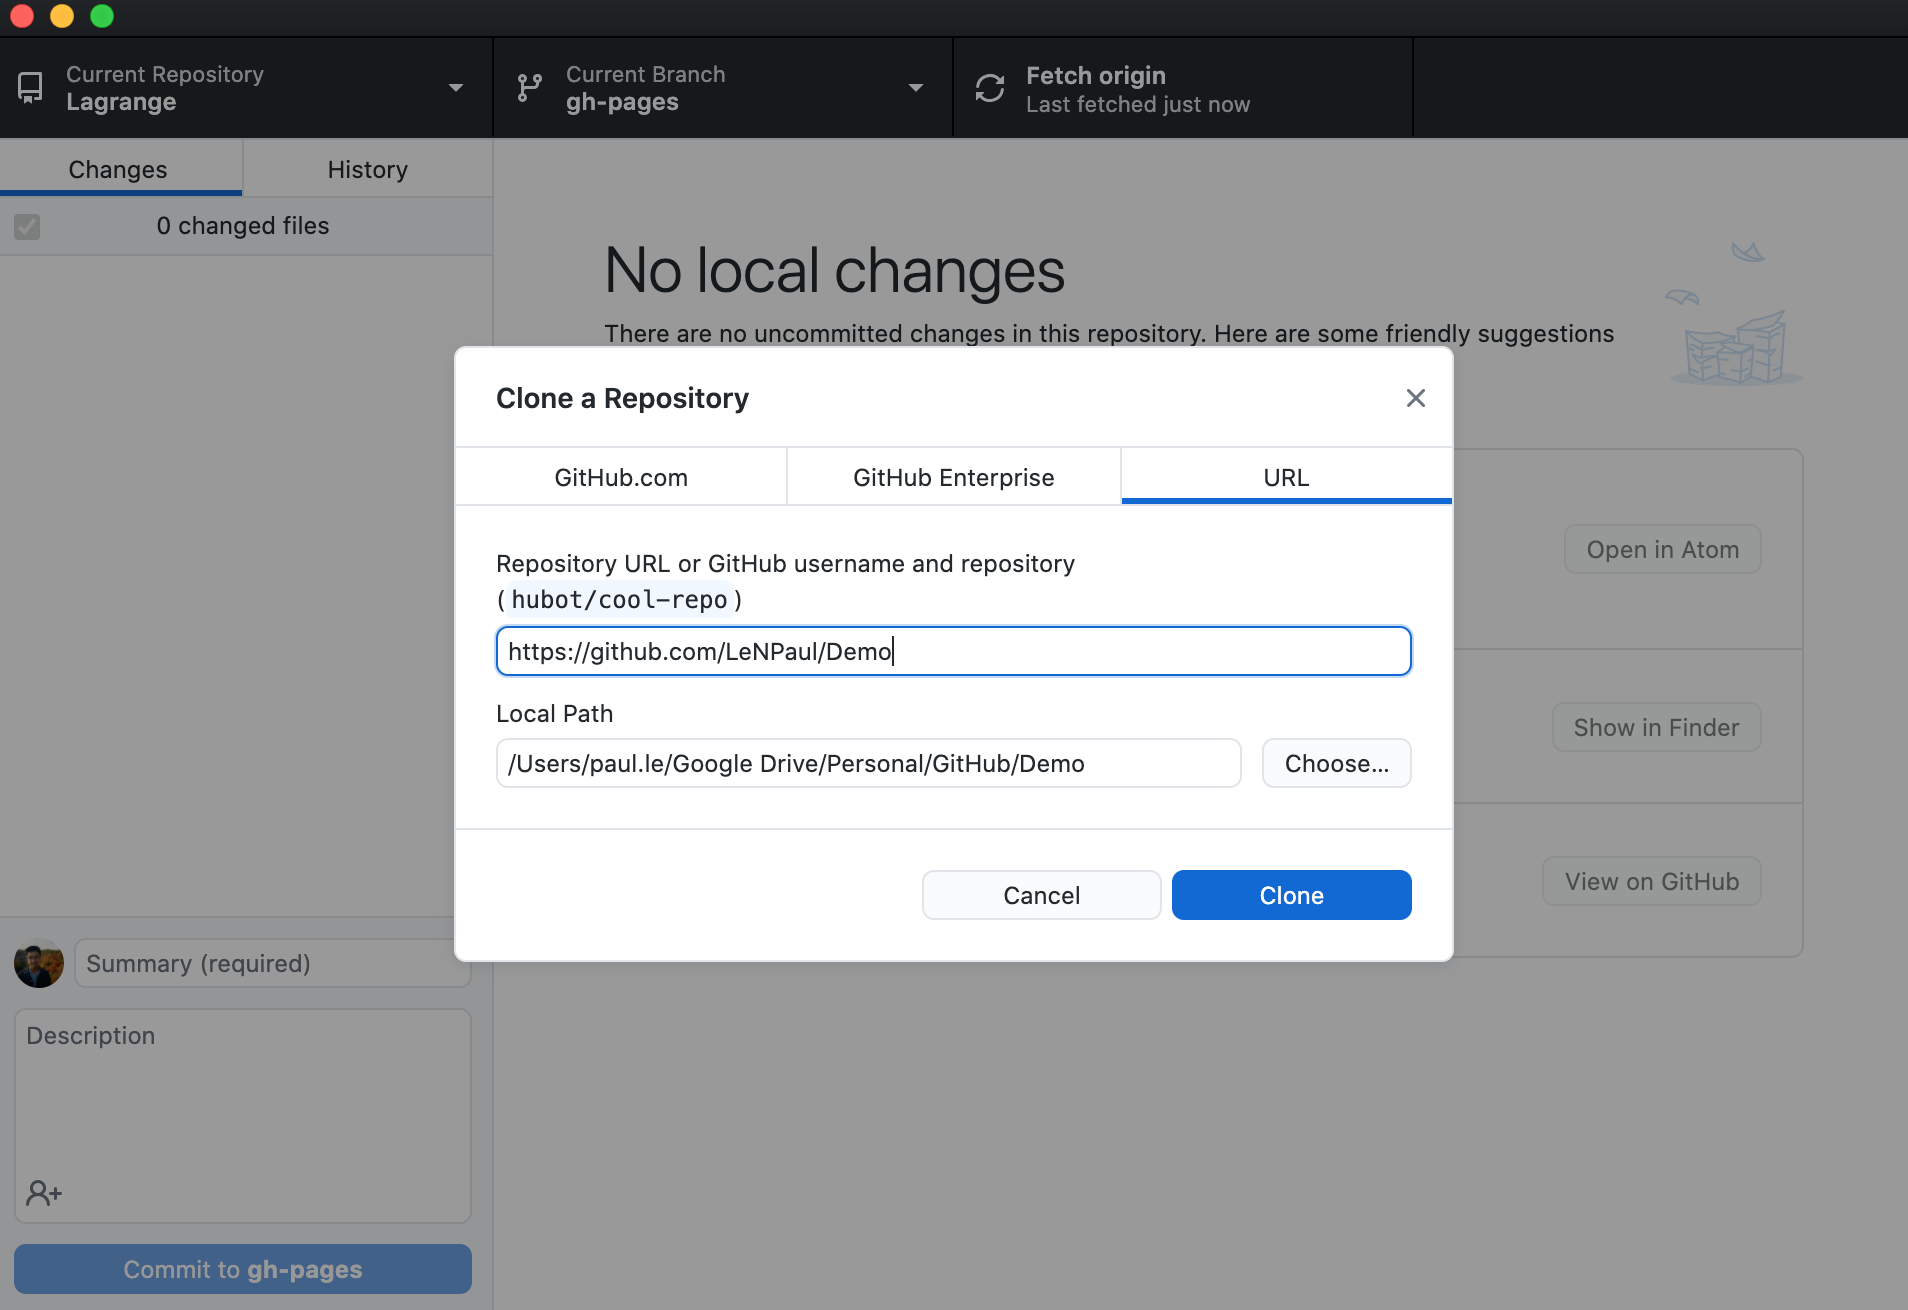 Current Repository
Lagrange
Current Branch
gh-pages
Fetch origin
Last fetched just now
Changes
History
0 changed files
No local changes
There are no uncommitted changes in this repository. Here are some friendly suggestions
Clone a Repository
GitHub.com
GitHub Enterprise
URL
Repository URL or GitHub username and repository
(hubot/cool-repo)
https://github.com/LeNPaul/Demo
Local Path
/Users/paul.le/Google Drive/Personal/GitHub/Demo
Choose...
Cancel
Clone
Open in Atom
Show in Finder
View on GitHub
Summary (required)
Description
Commit to gh-pages